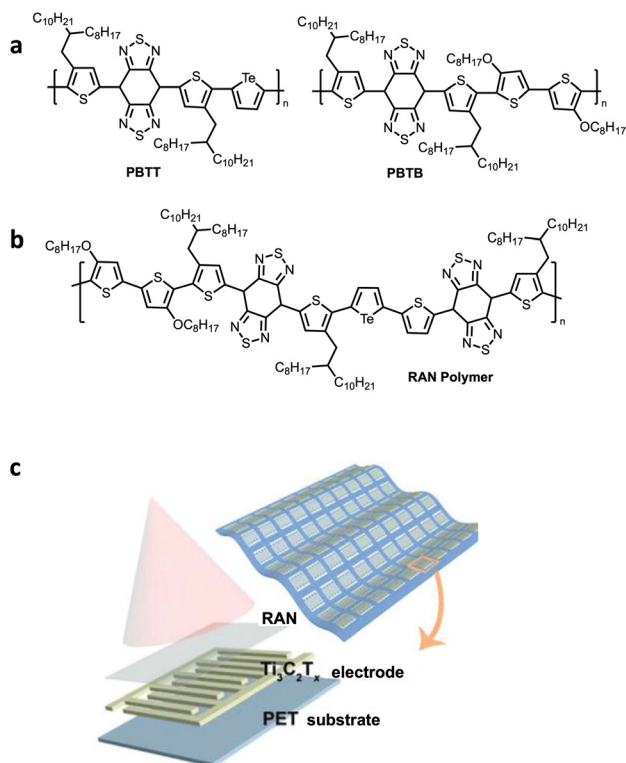 a
C₁₀H₂₁
C₈H₁₇
N S N
S
S
Te
n
N S N
C₈H₁₇
C₁₀H₂₁
PBTT
C₁₀H₂₁
C₈H₁₇
N S N
C₈H₁₇O
S
S
S
S
n
N S N
OC₈H₁₇
C₈H₁₇
C₁₀H₂₁
PBTB
b
C₈H₁₇O
C₁₀H₂₁
C₈H₁₇
S
S
S
N S N
OC₈H₁₇
N S N
S
Te
S
C₈H₁₇
C₁₀H₂₁
N S N
N S N
C₈H₁₇
C₁₀H₂₁
S
n
RAN Polymer
c
RAN
Ti₃C₂Tₓ electrode
PET substrate